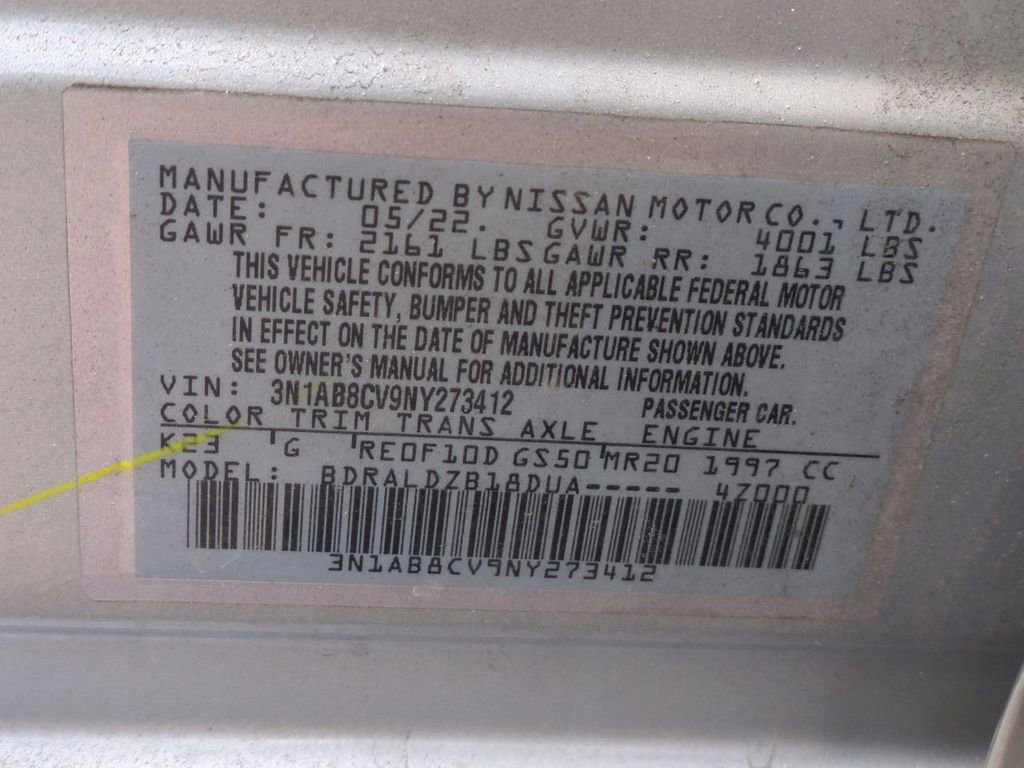 MANUFACTURED BY NISSAN MOTOR CO., LTD.
DATE: 05/22. GVWR: 4001 LBS
GAWR FR: 2161 LBS GAWR RR: 1863 LBS
THIS VEHICLE CONFORMS TO ALL APPLICABLE FEDERAL MOTOR
VEHICLE SAFETY, BUMPER AND THEFT PREVENTION STANDARDS
IN EFFECT ON THE DATE OF MANUFACTURE SHOWN ABOVE.
SEE OWNER'S MANUAL FOR ADDITIONAL INFORMATION.
VIN: 3N1AB8CV9NY273412 PASSENGER CAR.
COLOR TRIM TRANS AXLE ENGINE
K23 G RE0F10D GS50 MR20 1997 CC
MODEL: BDRALDZB18DUA----- 47000
3N1AB8CV9NY273412